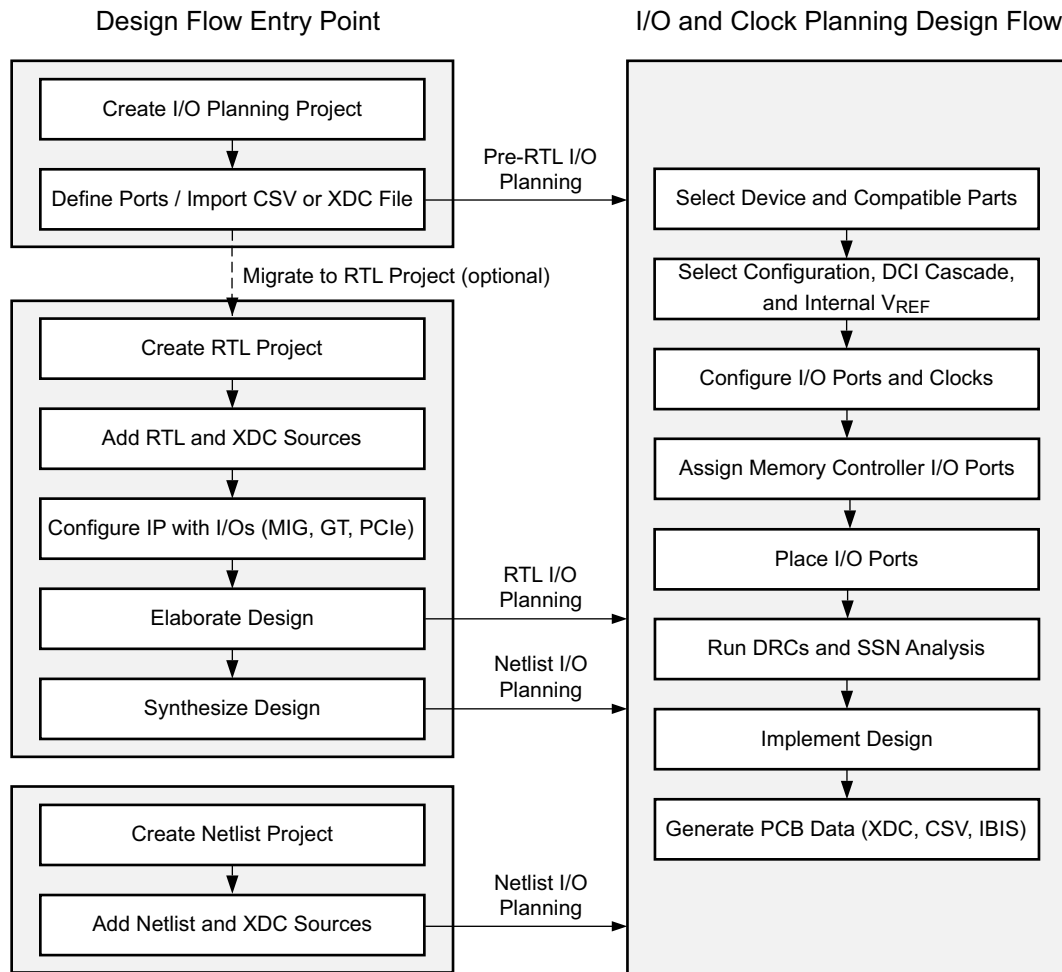 Design Flow Entry Point
I/O and Clock Planning Design Flow
Create I/O Planning Project
Define Ports / Import CSV or XDC File
Pre-RTL I/O
Planning
Migrate to RTL Project (optional)
Create RTL Project
Add RTL and XDC Sources
Configure IP with I/Os (MIG, GT, PCIe)
Elaborate Design
RTL I/O
Planning
Synthesize Design
Netlist I/O
Planning
Create Netlist Project
Add Netlist and XDC Sources
Netlist I/O
Planning
Select Device and Compatible Parts
Select Configuration, DCI Cascade,
and Internal VREF
Configure I/O Ports and Clocks
Assign Memory Controller I/O Ports
Place I/O Ports
Run DRCs and SSN Analysis
Implement Design
Generate PCB Data (XDC, CSV, IBIS)